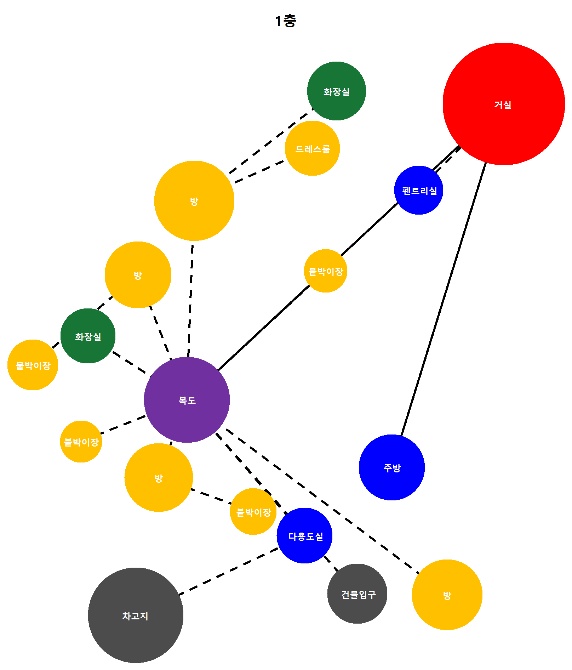 1층
화장실
거실
드레스룸
팬트리실
방
붙박이장
방
화장실
붙박이장
복도
붙박이장
방
주방
붙박이장
다용도실
건물입구
방
차고지